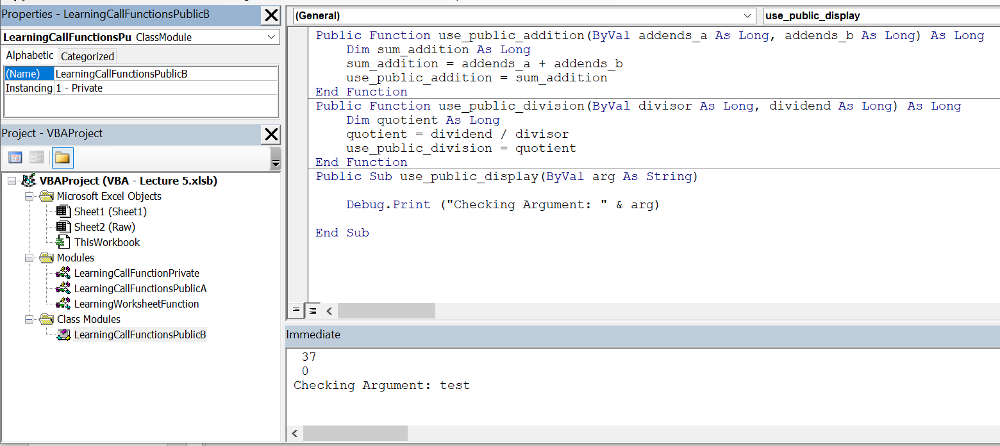 Properties - LearningCallFunctionsPublicB
LearningCallFunctionsPu ClassModule
Alphabetic Categorized
(Name) LearningCallFunctionsPublicB
Instancing 1 - Private
Project - VBAProject
VBAProject (VBA - Lecture 5.xlsb)
Microsoft Excel Objects
Sheet1 (Sheet1)
Sheet2 (Raw)
ThisWorkbook
Modules
LearningCallFunctionPrivate
LearningCallFunctionsPublicA
LearningWorksheetFunction
Class Modules
LearningCallFunctionsPublicB
(General) use_public_display
Public Function use_public_addition(ByVal addends_a As Long, addends_b As Long) As Long
    Dim sum_addition As Long
    sum_addition = addends_a + addends_b
    use_public_addition = sum_addition
End Function
Public Function use_public_division(ByVal divisor As Long, dividend As Long) As Long
    Dim quotient As Long
    quotient = dividend / divisor
    use_public_division = quotient
End Function
Public Sub use_public_display(ByVal arg As String)
    Debug.Print ("Checking Argument: " & arg)
End Sub
Immediate
 37
 0
Checking Argument: test